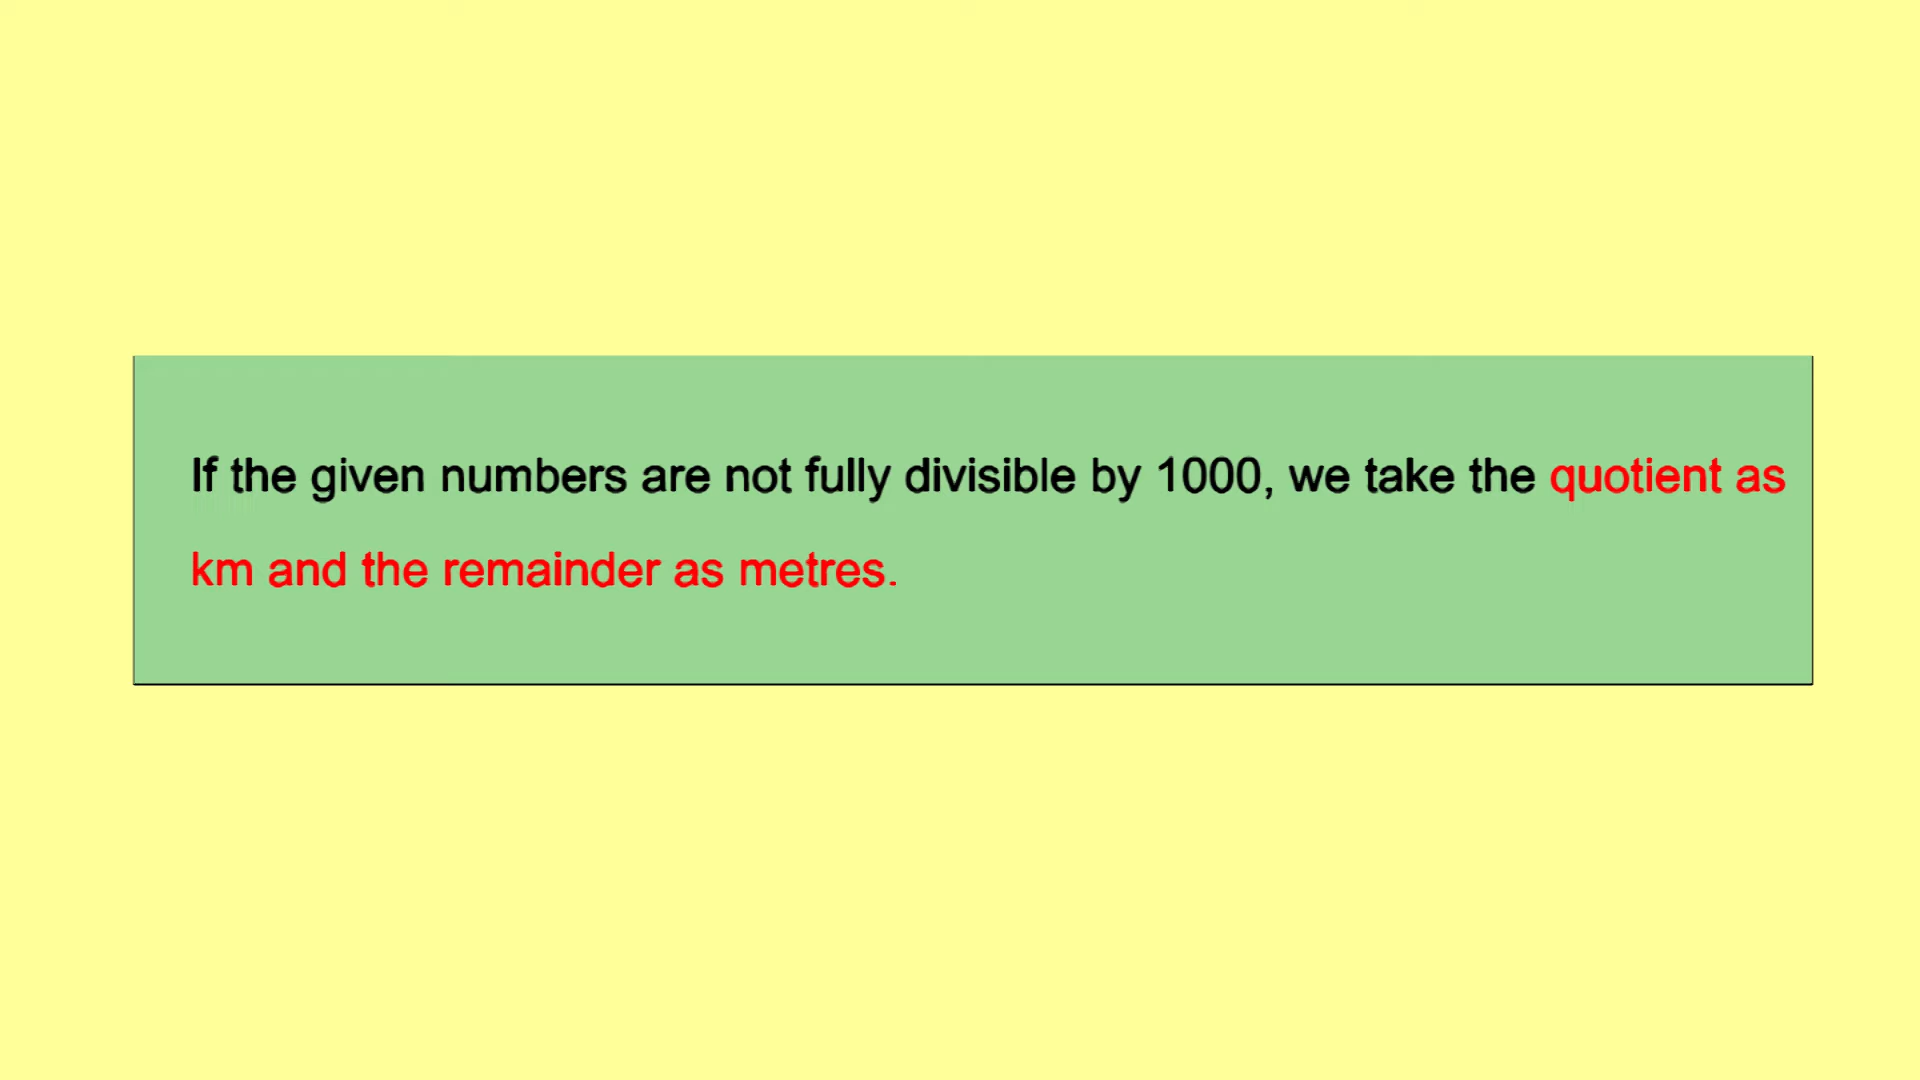 If the given numbers are not fully divisible by 1000, we take the quotient as
km and the remainder as metres.